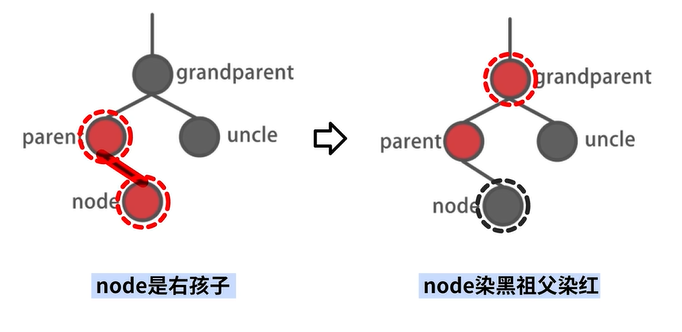 grandparent
parent
uncle
node
node是右孩子
grandparent
parent
uncle
node
node染黑祖父染红